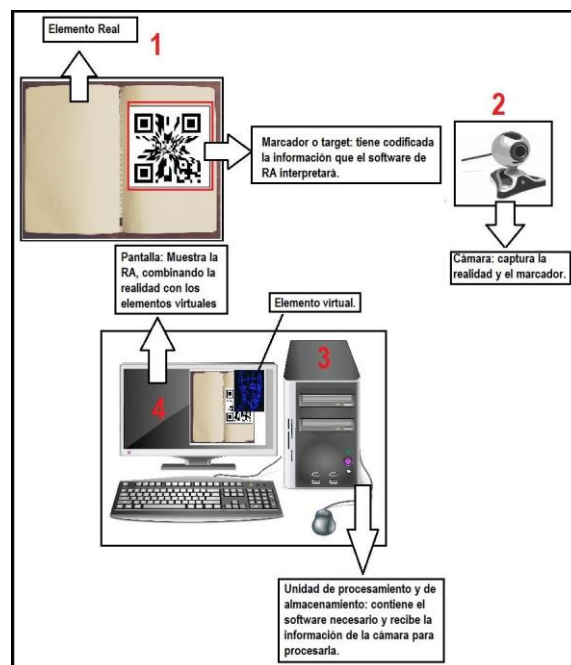 Elemento Real
1
Marcador o target: tiene codificada
la información que el software de
RA interpretará.
2
Cámara: captura la
realidad y el marcador.
Pantalla: Muestra la
RA, combinando la
realidad con los
elementos virtuales
Elemento virtual.
3
4
Unidad de procesamiento y de
almacenamiento: contiene el
software necesario y recibe la
información de la cámara para
procesarla.